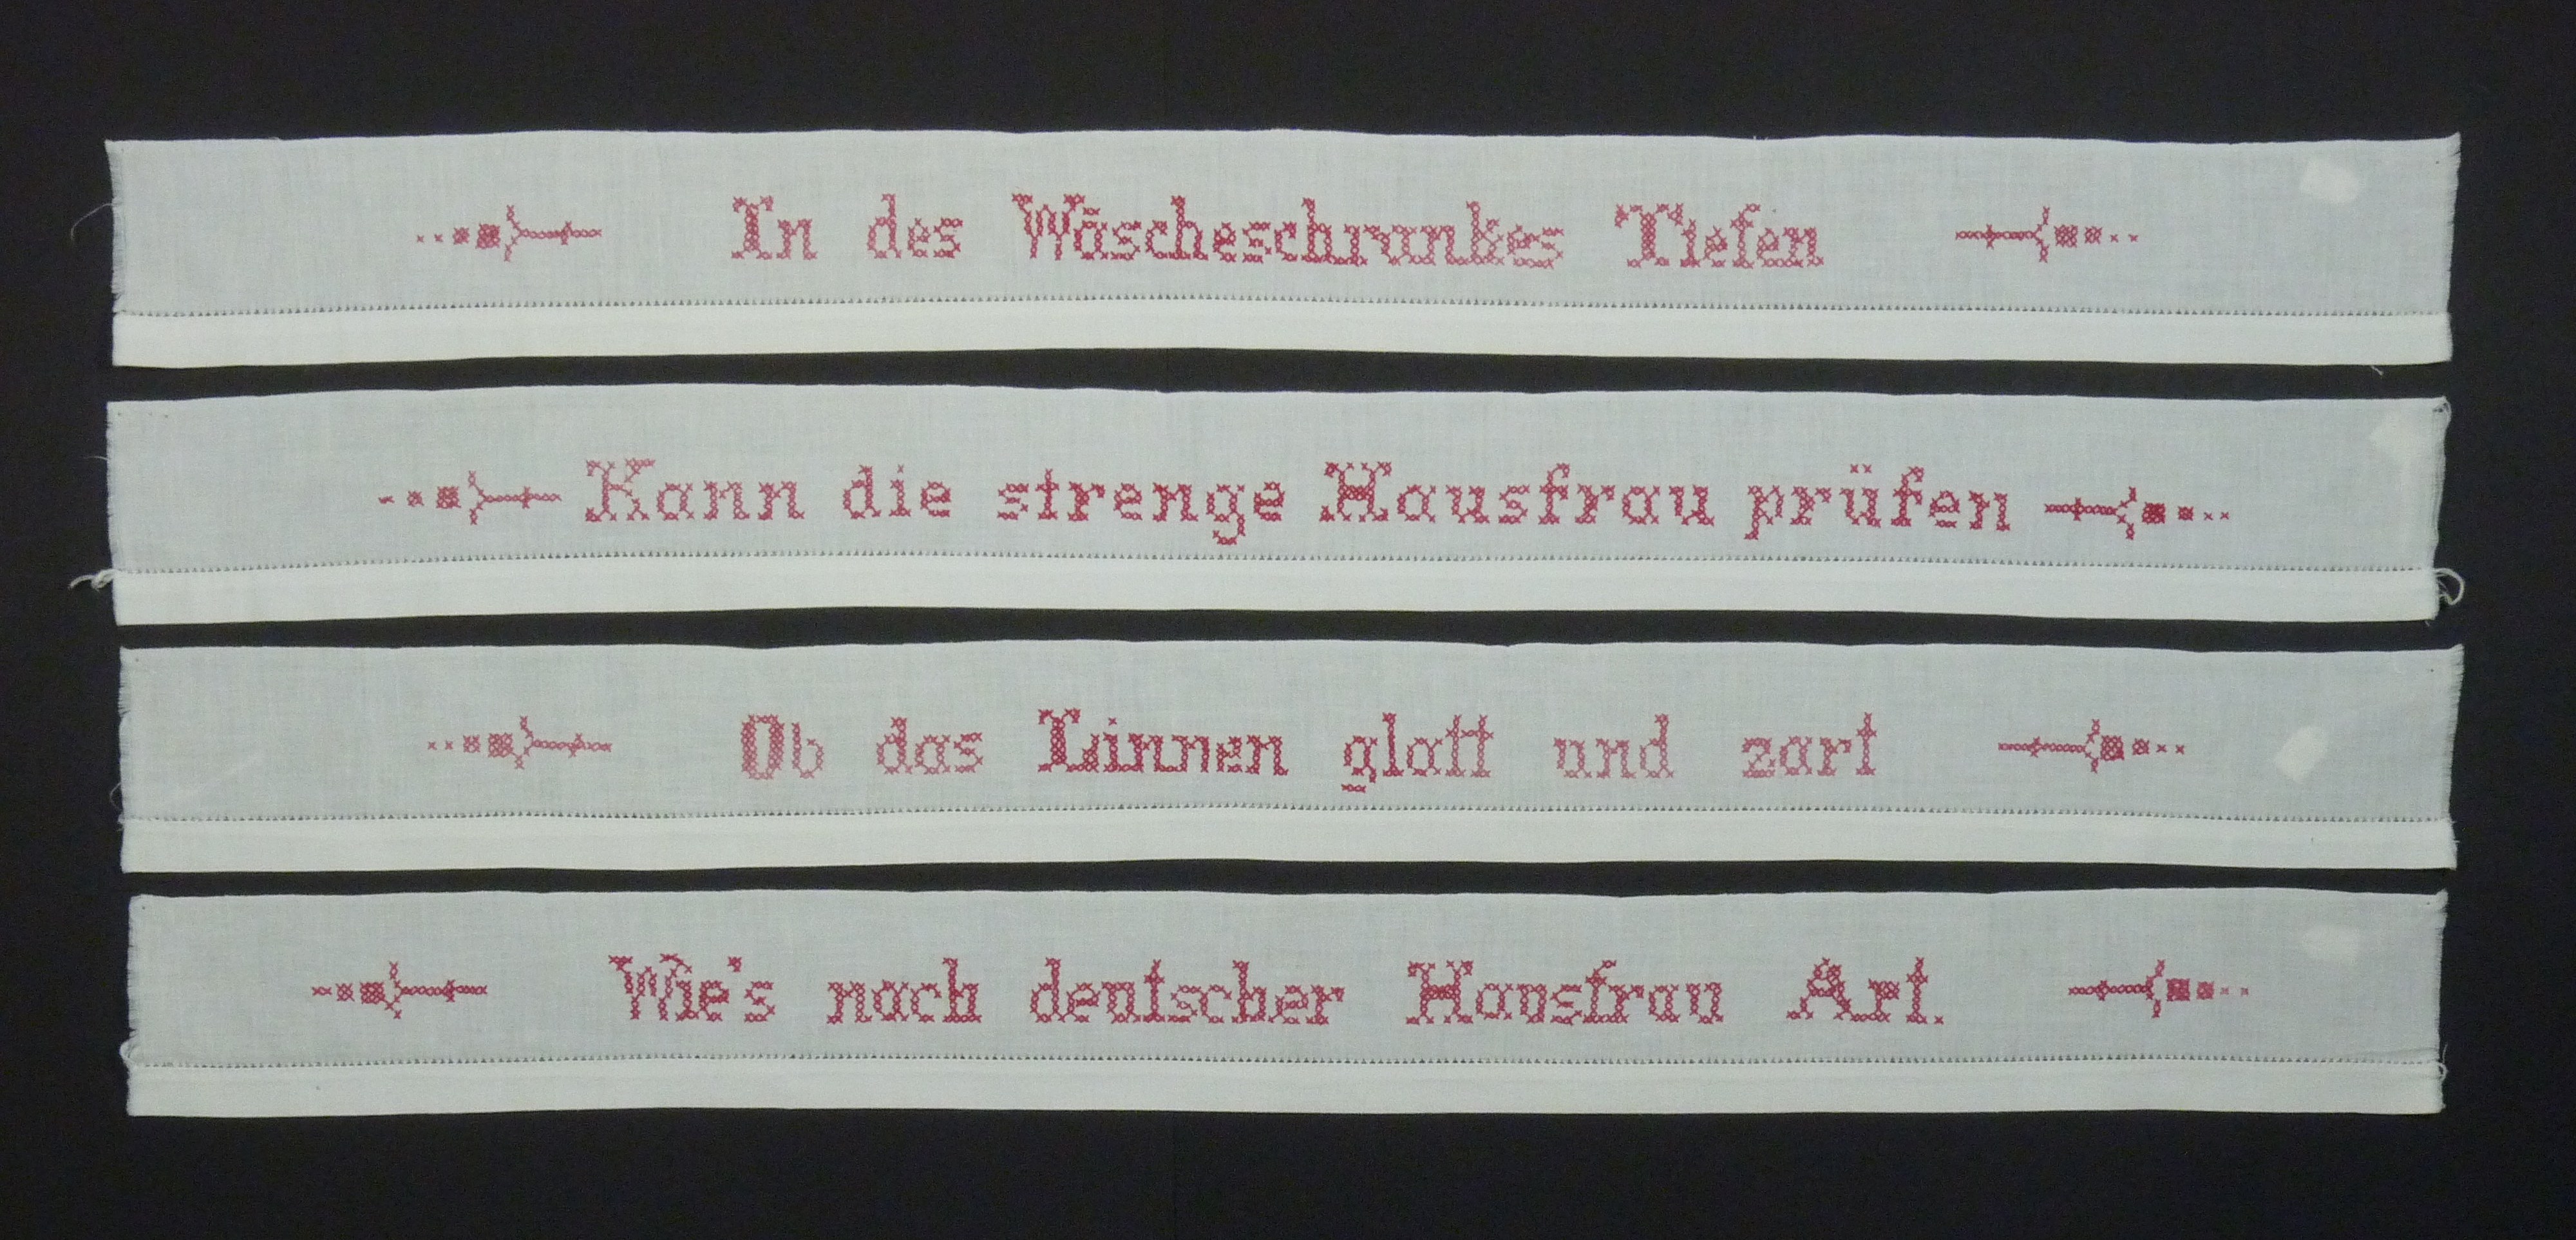 In des Wäscheschrankes Tiefen
Kann die strenge Hausfrau prüfen
Ob das Linnen glatt und zart
Wie's nach deutscher Hausfrau Art.